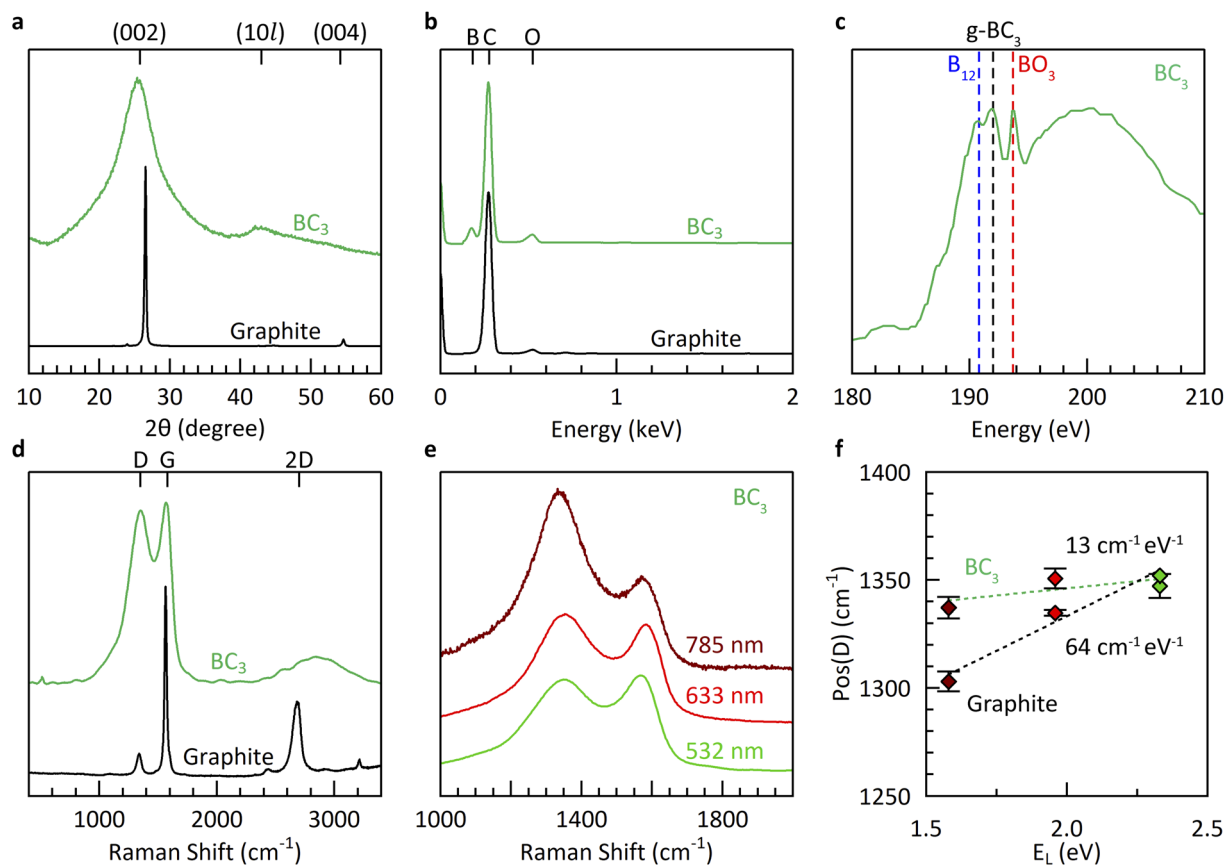 a
(002) (10l) (004)
BC3
Graphite
10 20 30 40 50 60
2θ (degree)
b
B C O
BC3
Graphite
0 1 2
Energy (keV)
c
g-BC3
B12 BO3 BC3
180 190 200 210
Energy (eV)
d
D G 2D
BC3
Graphite
1000 2000 3000
Raman Shift (cm-1)
e
BC3
785 nm
633 nm
532 nm
1000 1400 1800
Raman Shift (cm-1)
f
1400
1350
1300
1250
Pos(D) (cm-1)
13 cm-1 eV-1
BC3
64 cm-1 eV-1
Graphite
1.5 2.0 2.5
EL (eV)